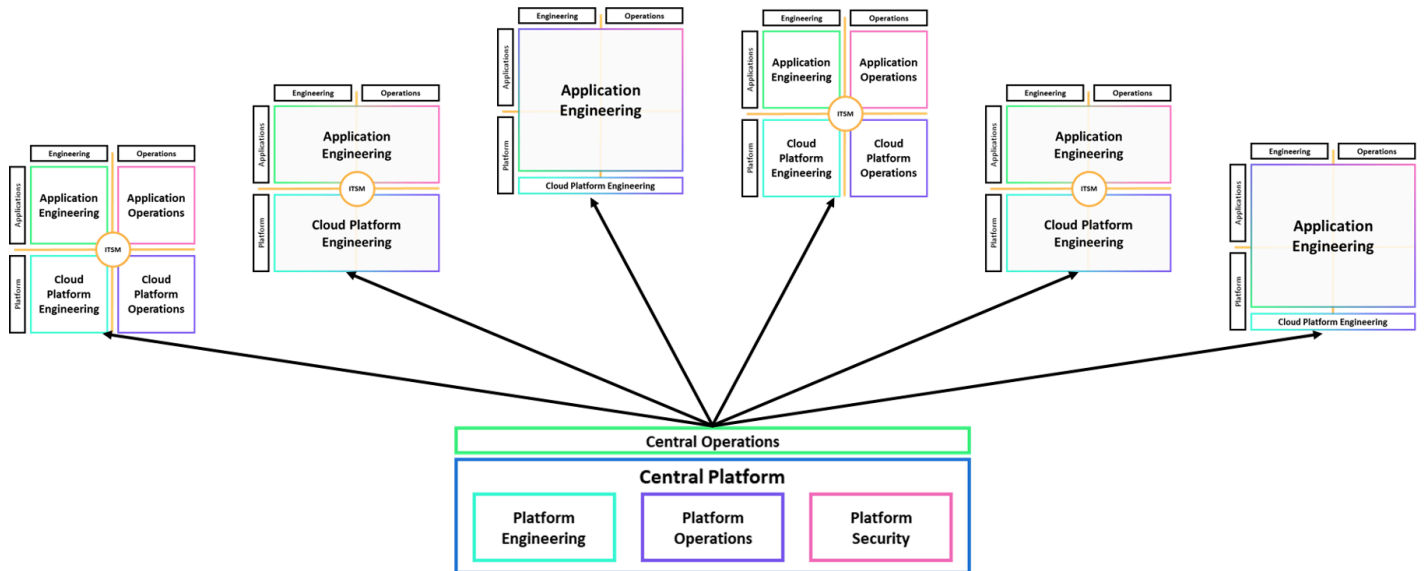 Engineering
Operations
Applications
Platform
Application
Engineering
Application
Operations
ITSM
Cloud
Platform
Engineering
Cloud
Platform
Operations
Engineering
Operations
Applications
Platform
Application
Engineering
ITSM
Cloud Platform
Engineering
Engineering
Operations
Applications
Platform
Application
Engineering
Cloud Platform Engineering
Engineering
Operations
Applications
Platform
Application
Engineering
Application
Operations
ITSM
Cloud
Platform
Engineering
Cloud
Platform
Operations
Engineering
Operations
Applications
Platform
Application
Engineering
ITSM
Cloud Platform
Engineering
Engineering
Operations
Applications
Platform
Application
Engineering
Cloud Platform Engineering
Central Operations
Central Platform
Platform
Engineering
Platform
Operations
Platform
Security